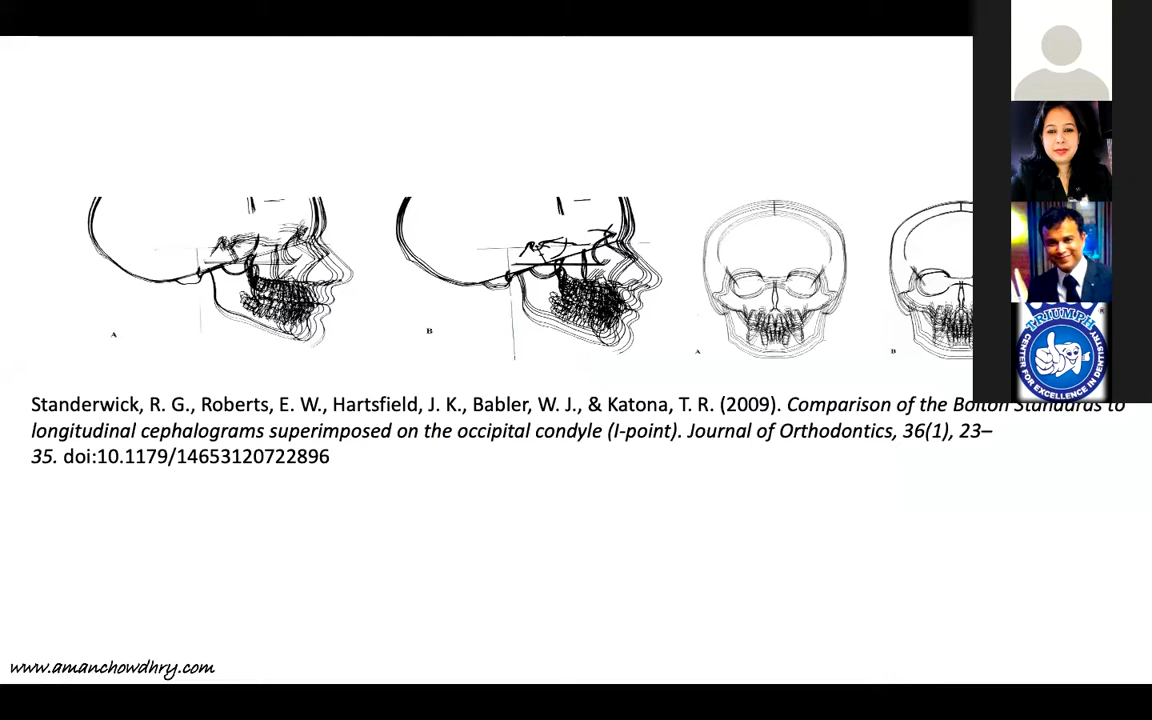 A
B
A
B
Standerwick, R. G., Roberts, E. W., Hartsfield, J. K., Babler, W. J., & Katona, T. R. (2009). Comparison of the Bolton Standards to
longitudinal cephalograms superimposed on the occipital condyle (I-point). Journal of Orthodontics, 36(1), 23–
35. doi:10.1179/14653120722896
TRIUMPH
®
CENTER FOR EXCELLENCE IN DENTISTRY
www.amanchowdhry.com